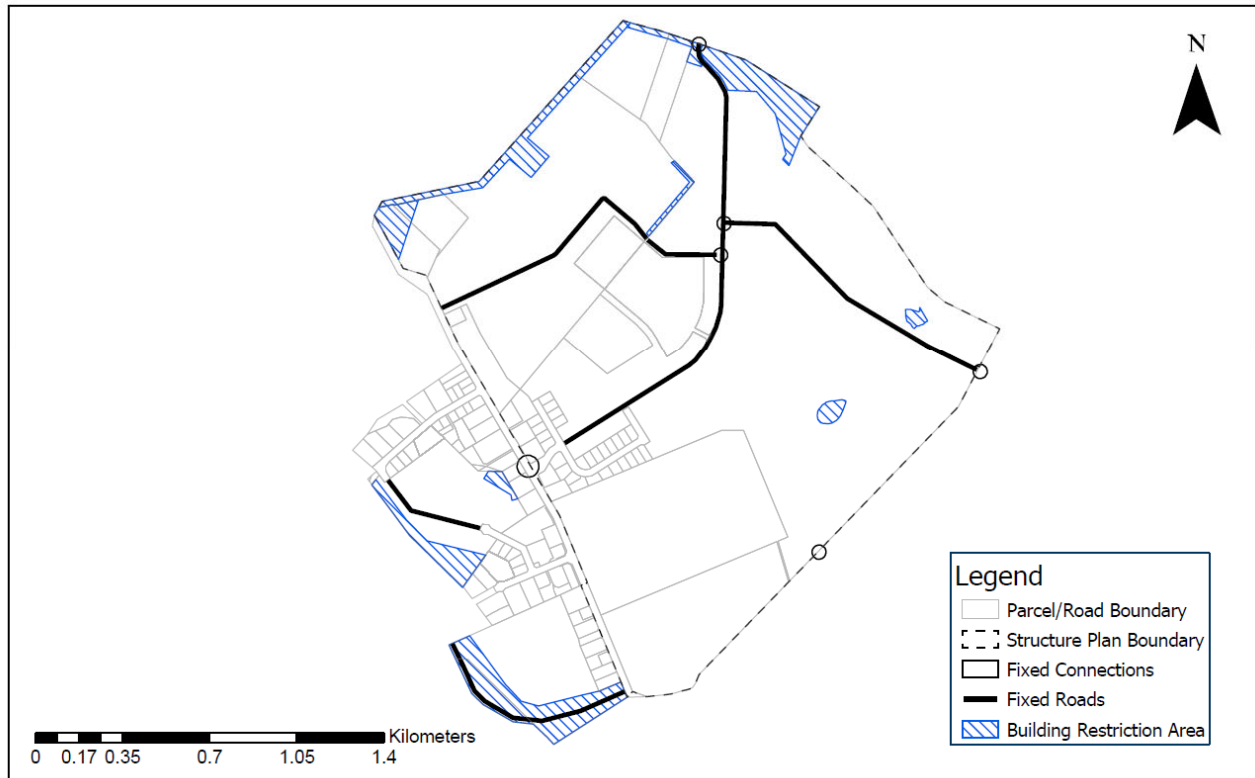 N
Legend
Parcel/Road Boundary
Structure Plan Boundary
Fixed Connections
Fixed Roads
Building Restriction Area
Kilometers
0 0.17 0.35 0.7 1.05 1.4